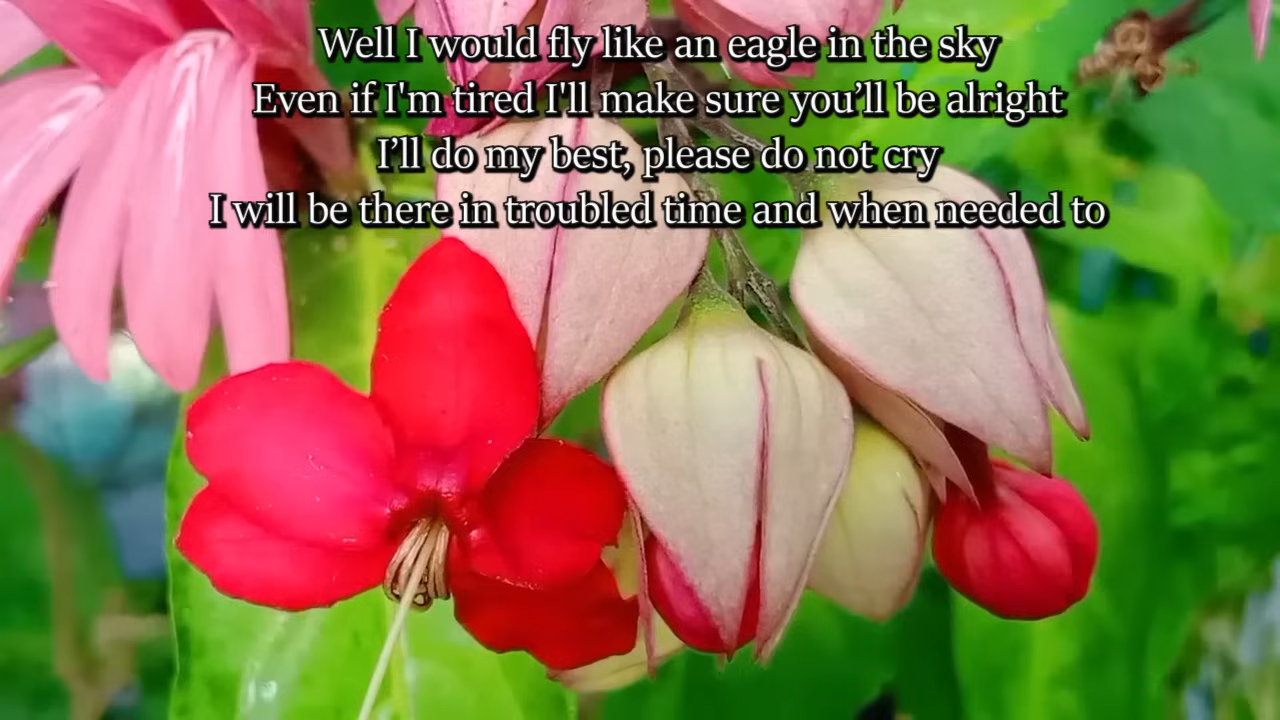 Well I would fly like an eagle in the sky
Even if I'm tired I'll make sure you’ll be alright
I’ll do my best, please do not cry
I will be there in troubled time and when needed to